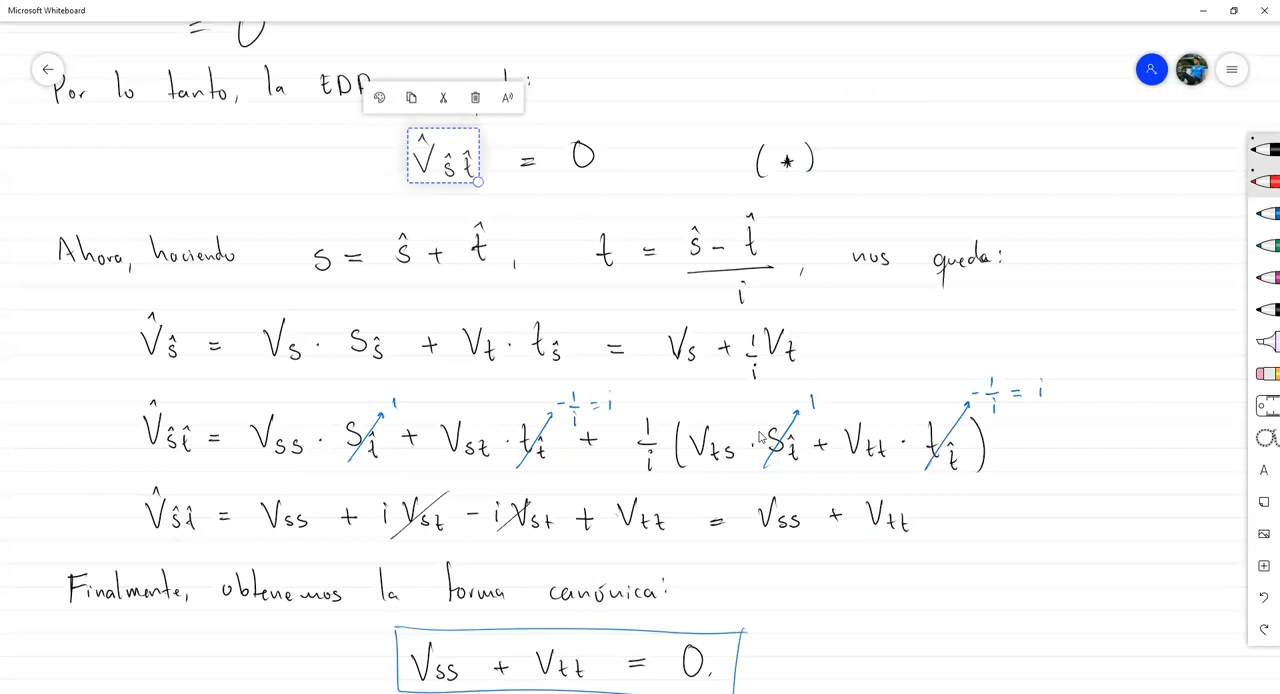 Microsoft Whiteboard
= 0
Por lo tanto, la EDP
V̂ŝt̂ = 0 (★)
Ahora, haciendo s = ŝ + t̂, t = (ŝ - t̂)/i, nos queda:
V̂ŝ = Vs · Sŝ + Vt · tŝ = Vs + 1/i Vt
1 -1/i = i 1 -1/i = i
V̂ŝt̂ = Vss · St̂ + Vst · tt̂ + 1/i (Vts · St̂ + Vtt · tt̂)
V̂ŝt̂ = Vss + i Vst - i Vst + Vtt = Vss + Vtt
Finalmente, obtenemos la forma canónica:
Vss + Vtt = 0.